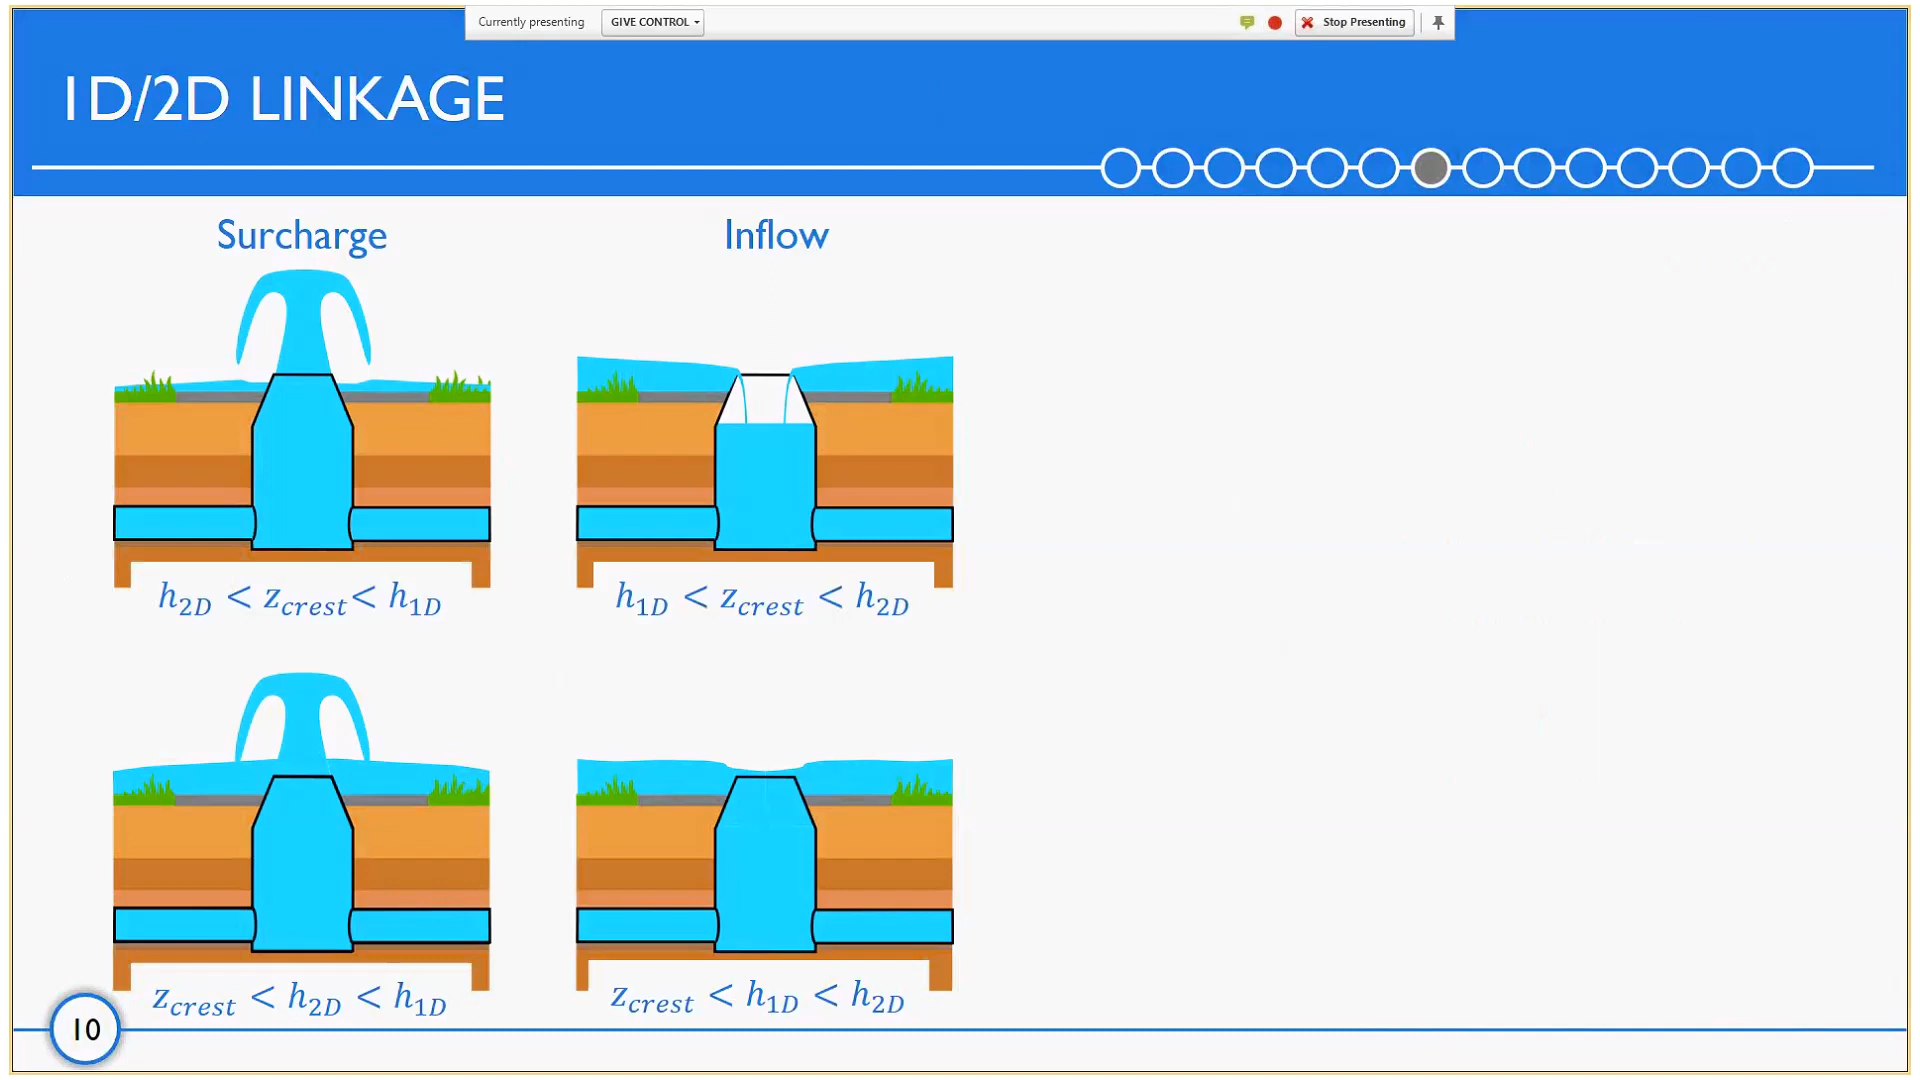 Currently presenting GIVE CONTROL Stop Presenting
1D/2D LINKAGE
Surcharge Inflow
h2D < zcrest< h1D h1D < zcrest < h2D
zcrest < h2D < h1D zcrest < h1D < h2D
10